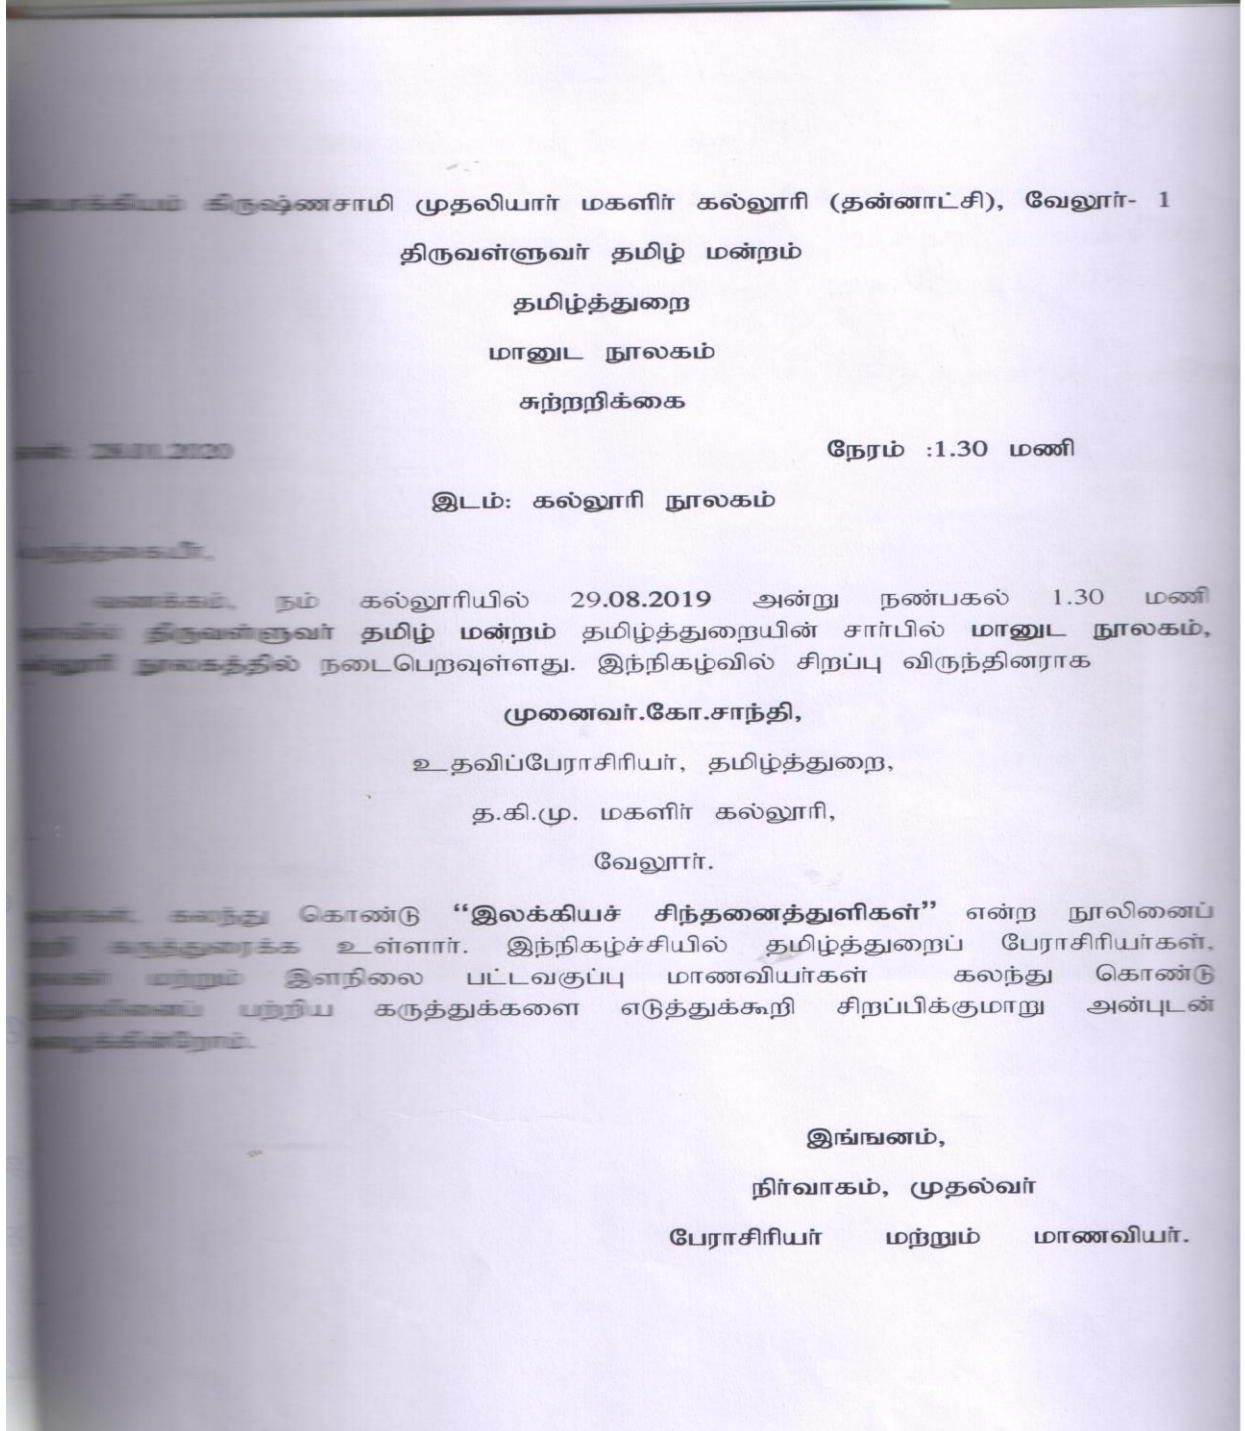 கிருஷ்ணசாமி முதலியார் மகளிர் கல்லூரி (தன்னாட்சி), வேலூர்- 1
திருவள்ளுவர் தமிழ் மன்றம்
தமிழ்த்துறை
மானுட நூலகம்
சுற்றறிக்கை
நேரம் :1.30 மணி
இடம்: கல்லூரி நூலகம்
வணக்கம். நம் கல்லூரியில் 29.08.2019 அன்று நண்பகல் 1.30 மணி
திருவள்ளுவர் தமிழ் மன்றம் தமிழ்த்துறையின் சார்பில் மானுட நூலகம்,
நூலகத்தில் நடைபெறவுள்ளது. இந்நிகழ்வில் சிறப்பு விருந்தினராக
முனைவர்.கோ.சாந்தி,
உதவிப்பேராசிரியர், தமிழ்த்துறை,
த.கி.மு. மகளிர் கல்லூரி,
வேலூர்.
கலந்து கொண்டு “இலக்கியச் சிந்தனைத்துளிகள்” என்ற நூலினைப்
கருத்துரைக்க உள்ளார். இந்நிகழ்ச்சியில் தமிழ்த்துறைப் பேராசிரியர்கள்,
மற்றும் இளநிலை பட்டவகுப்பு மாணவியர்கள் கலந்து கொண்டு
பற்றிய கருத்துக்களை எடுத்துக்கூறி சிறப்பிக்குமாறு அன்புடன்
இங்ஙனம்,
நிர்வாகம், முதல்வர்
பேராசிரியர் மற்றும் மாணவியர்.